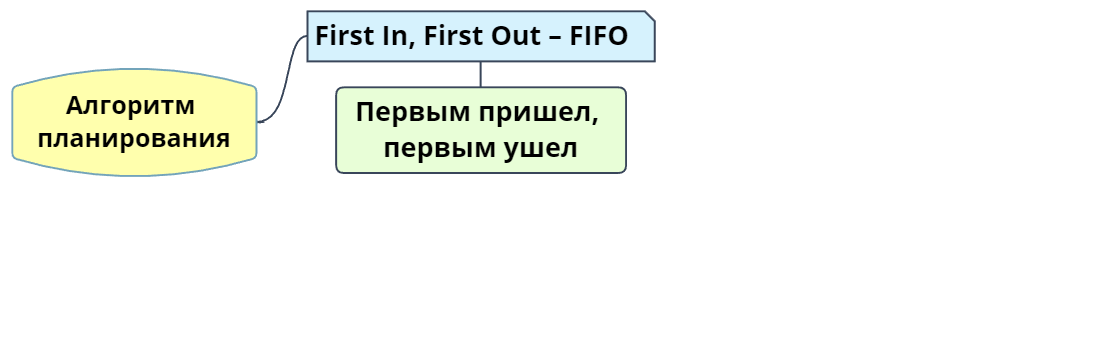 First In, First Out – FIFO
Алгоритм
планирования
Первым пришел,
первым ушел